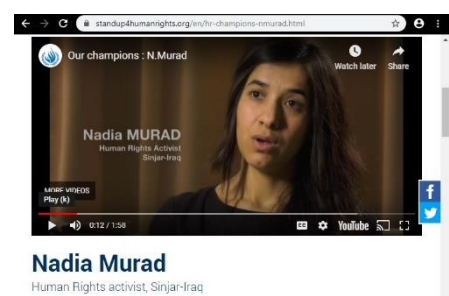 standup4humanrights.org/en/hr-champions-nmurad.html
Our champions : N.Murad
Watch later Share
Nadia MURAD
Human Rights Activist
Sinjar-Iraq
MORE VIDEOS
Play (k)
0:12 / 1:58
CC YouTube
f
Nadia Murad
Human Rights activist, Sinjar-Iraq